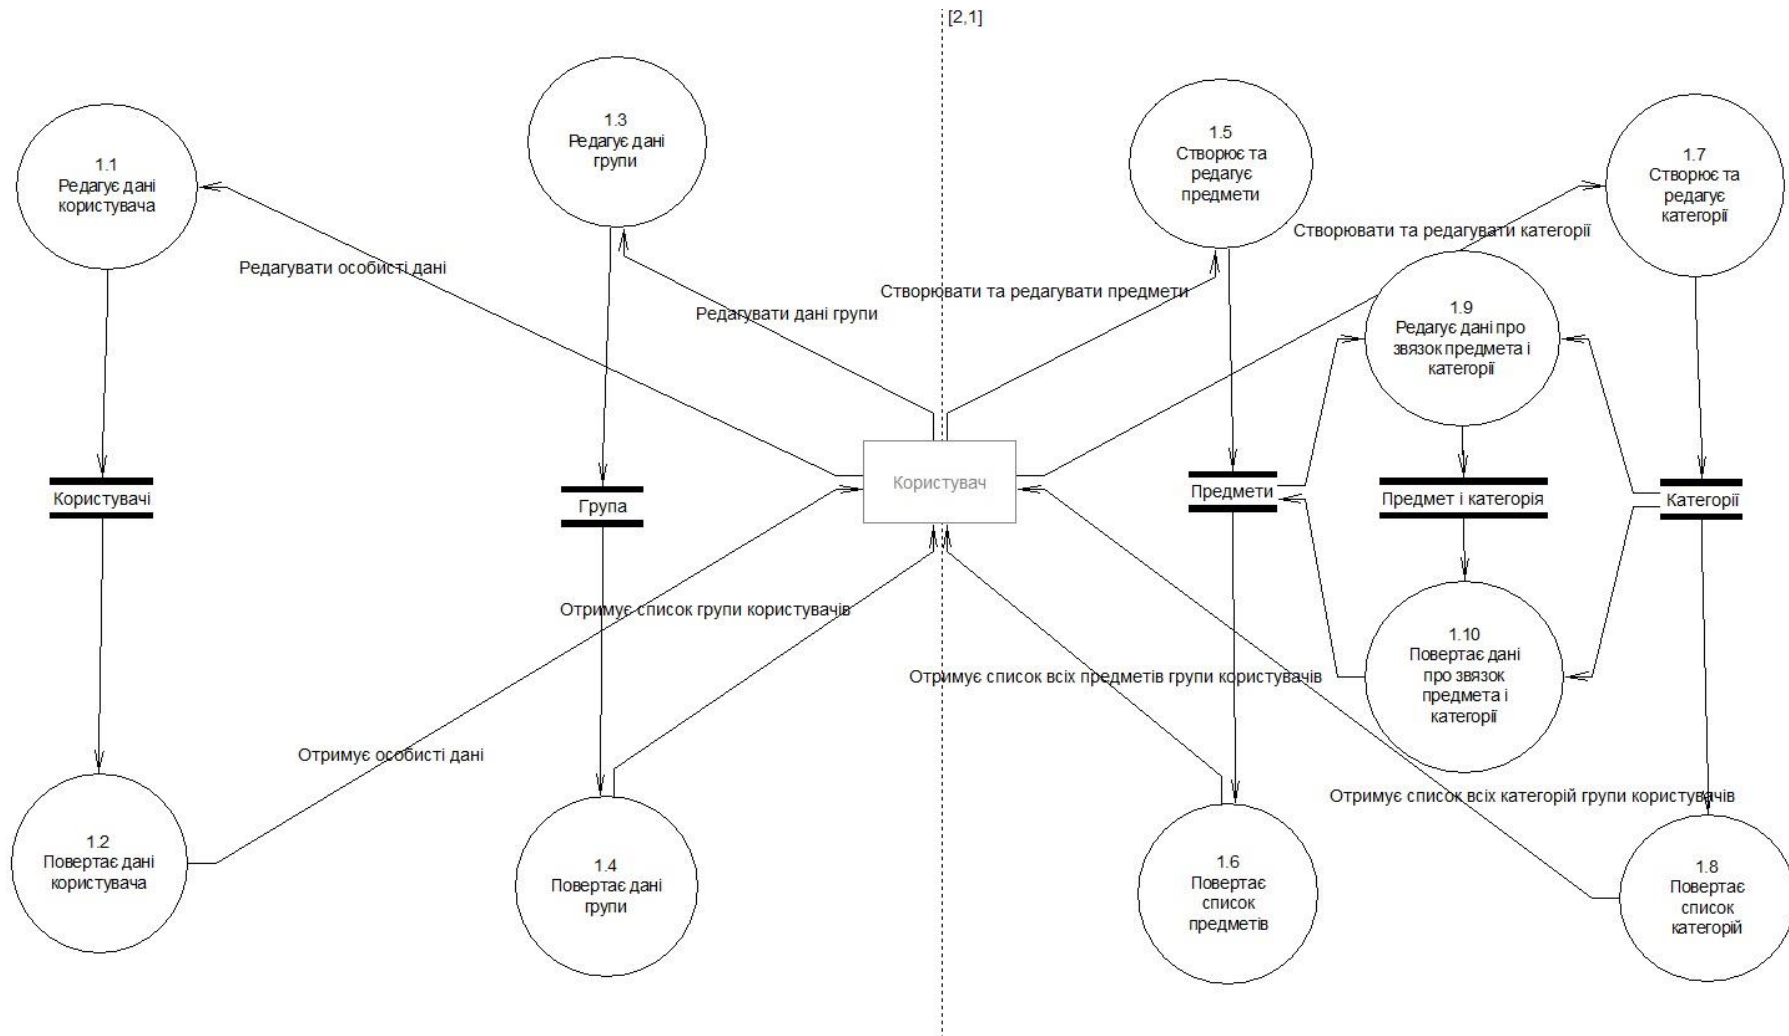 [2,1]
1.1
Редагує дані
користувача
1.3
Редагує дані
групи
1.5
Створює та
редагує
предмети
1.7
Створює та
редагує
категорії
Редагувати особисті дані
Редагувати дані групи
Створювати та редагувати предмети
Створювати та редагувати категорії
1.9
Редагує дані про
звязок предмета і
категорії
Користувачі
Група
Користувач
Предмети
Предмет і категорія
Категорії
Отримує список групи користувачів
Отримує список всіх предметів групи користувачів
1.10
Повертає дані
про звязок
предмета і
категорії
Отримує особисті дані
Отримує список всіх категорій групи користувачів
1.2
Повертає дані
користувача
1.4
Повертає дані
групи
1.6
Повертає
список
предметів
1.8
Повертає
список
категорій